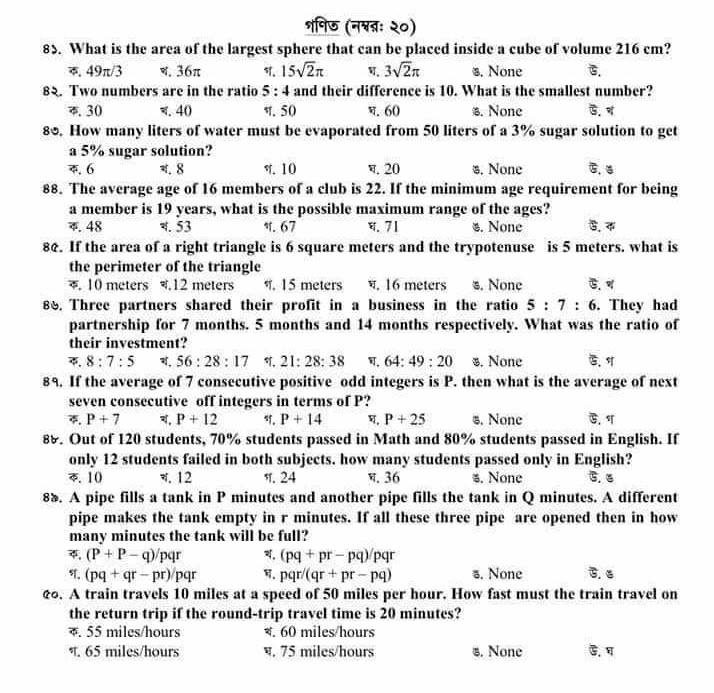 গণিত (নম্বরঃ ২০)
৪১. What is the area of the largest sphere that can be placed inside a cube of volume 216 cm?
ক. 49π/3 খ. 36π গ. 15√2π ঘ. 3√2π ঙ. None উ.
৪২. Two numbers are in the ratio 5 : 4 and their difference is 10. What is the smallest number?
ক. 30 খ. 40 গ. 50 ঘ. 60 ঙ. None উ. খ
৪৩. How many liters of water must be evaporated from 50 liters of a 3% sugar solution to get
a 5% sugar solution?
ক. 6 খ. 8 গ. 10 ঘ. 20 ঙ. None উ. ঙ
৪৪. The average age of 16 members of a club is 22. If the minimum age requirement for being
a member is 19 years, what is the possible maximum range of the ages?
ক. 48 খ. 53 গ. 67 ঘ. 71 ঙ. None উ. ক
৪৫. If the area of a right triangle is 6 square meters and the trypotenuse is 5 meters. what is
the perimeter of the triangle
ক. 10 meters খ.12 meters গ. 15 meters ঘ. 16 meters ঙ. None উ. খ
৪৬. Three partners shared their profit in a business in the ratio 5 : 7 : 6. They had
partnership for 7 months. 5 months and 14 months respectively. What was the ratio of
their investment?
ক. 8 : 7 : 5 খ. 56 : 28 : 17 গ. 21: 28: 38 ঘ. 64: 49 : 20 ঙ. None উ. গ
৪৭. If the average of 7 consecutive positive odd integers is P. then what is the average of next
seven consecutive off integers in terms of P?
ক. P + 7 খ. P + 12 গ. P + 14 ঘ. P + 25 ঙ. None উ. গ
৪৮. Out of 120 students, 70% students passed in Math and 80% students passed in English. If
only 12 students failed in both subjects. how many students passed only in English?
ক. 10 খ. 12 গ. 24 ঘ. 36 ঙ. None উ. ঙ
৪৯. A pipe fills a tank in P minutes and another pipe fills the tank in Q minutes. A different
pipe makes the tank empty in r minutes. If all these three pipe are opened then in how
many minutes the tank will be full?
ক. (P + P – q)/pqr খ. (pq + pr – pq)/pqr
গ. (pq + qr – pr)/pqr ঘ. pqr/(qr + pr – pq) ঙ. None উ. ঙ
৫০. A train travels 10 miles at a speed of 50 miles per hour. How fast must the train travel on
the return trip if the round-trip travel time is 20 minutes?
ক. 55 miles/hours খ. 60 miles/hours
গ. 65 miles/hours ঘ. 75 miles/hours ঙ. None উ. ঘ